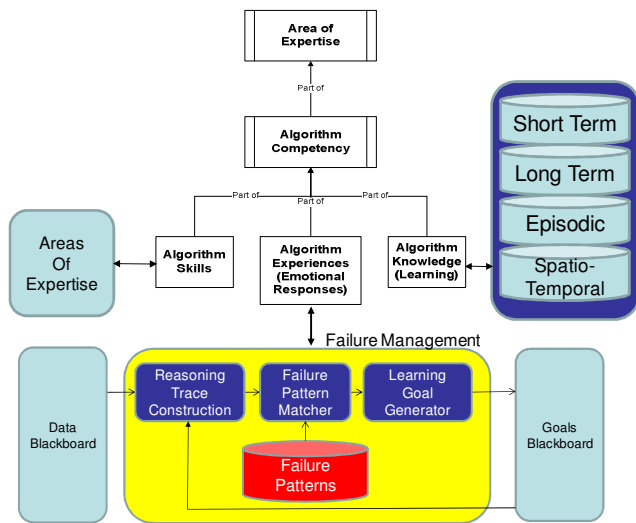 Area of
Expertise
Part of
Algorithm
Competency
Part of
Part of
Part of
Short Term
Long Term
Episodic
Spatio-
Temporal
Areas
Of
Expertise
Algorithm
Skills
Algorithm
Experiences
(Emotional
Responses)
Algorithm
Knowledge
(Learning)
Failure Management
Data
Blackboard
Reasoning
Trace
Construction
Failure
Pattern
Matcher
Learning
Goal
Generator
Failure
Patterns
Goals
Blackboard